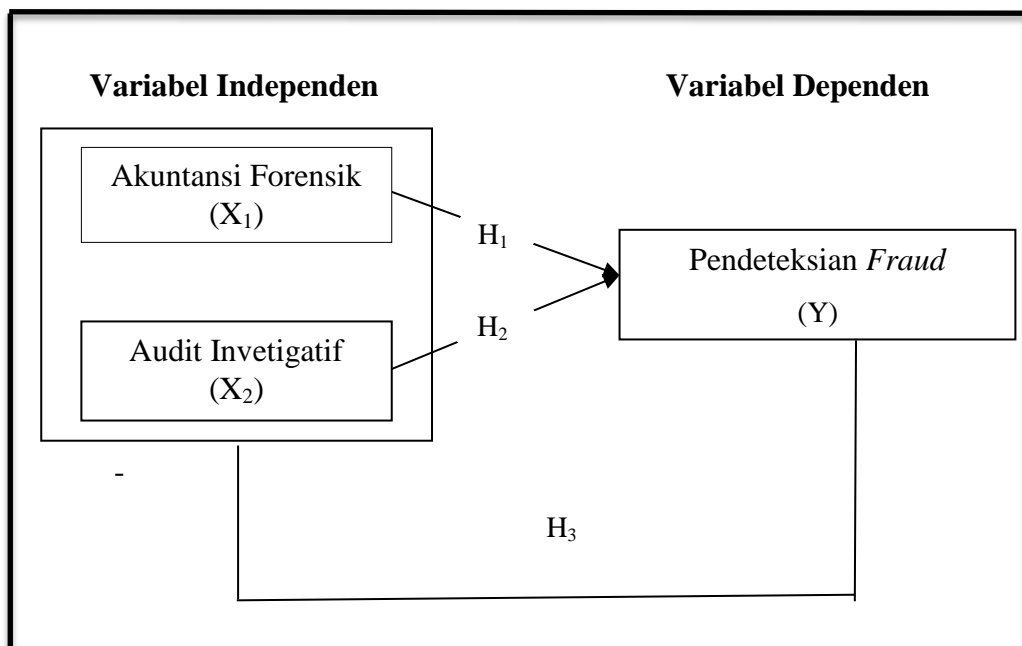 Variabel Independen
Variabel Dependen
Akuntansi Forensik
(X₁)
H₁
Pendeteksian Fraud
(Y)
H₂
Audit Invetigatif
(X₂)
-
H₃